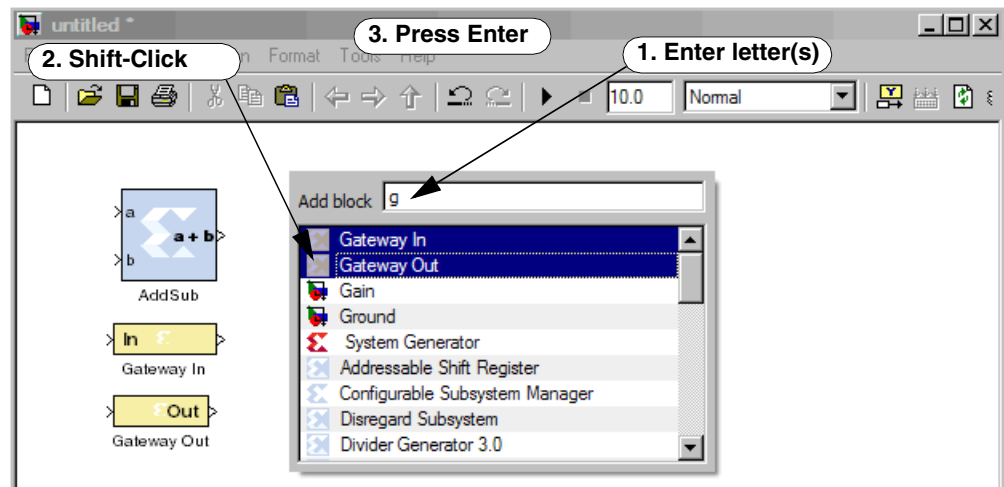 untitled *
3. Press Enter
2. Shift-Click
1. Enter letter(s)
Format Tools Help
10.0
Normal
Y
Add block g
a
a + b
b
AddSub
In
Gateway In
Out
Gateway Out
Gateway In
Gateway Out
Gain
Ground
System Generator
Addressable Shift Register
Configurable Subsystem Manager
Disregard Subsystem
Divider Generator 3.0